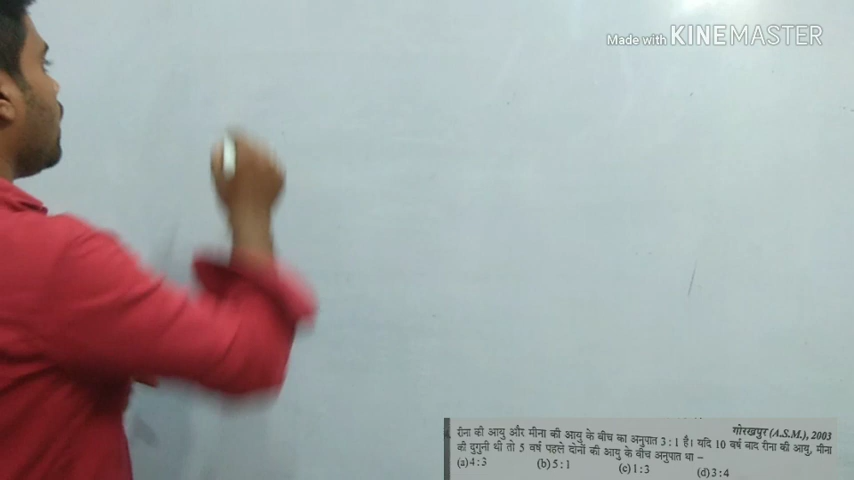 Made with KINEMASTER
गोरखपुर (A.S.M.), 2003
रीना की आयु और मीना की आयु के बीच का अनुपात 3 : 1 है। यदि 10 वर्ष बाद रीना की आयु, मीना
की दुगुनी थी तो 5 वर्ष पहले दोनों की आयु के बीच अनुपात था –
(a) 4 : 3 (b) 5 : 1 (c) 1 : 3 (d) 3 : 4